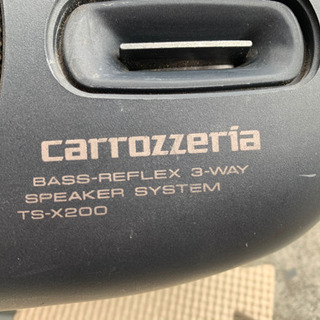 carrozzeria
BASS-REFLEX 3-WAY
SPEAKER SYSTEM
TS-X200